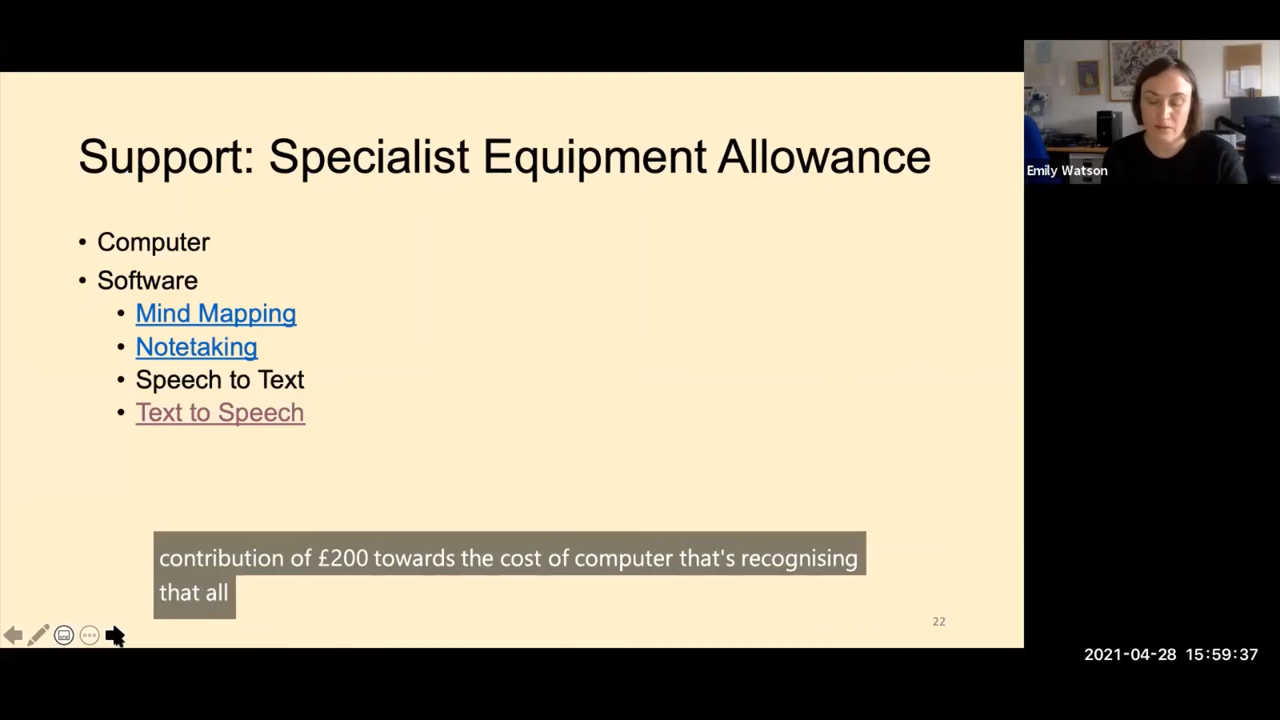 Support: Specialist Equipment Allowance
• Computer
• Software
• Mind Mapping
• Notetaking
• Speech to Text
• Text to Speech
contribution of £200 towards the cost of computer that's recognising
that all
22
Emily Watson
2021-04-28 15:59:37